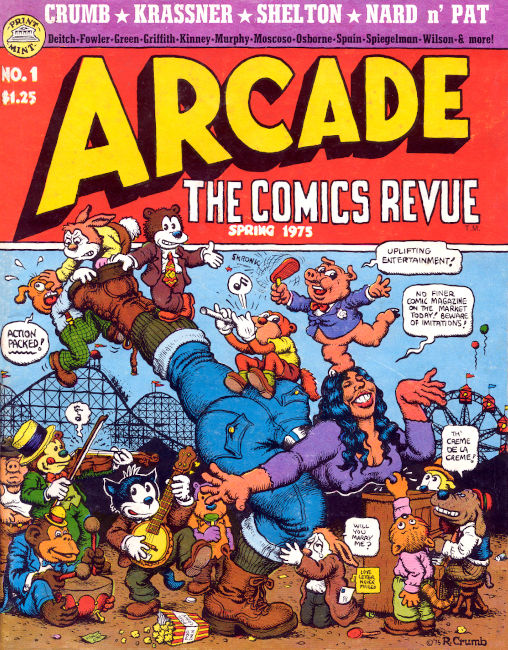 CRUMB ★ KRASSNER ★ SHELTON ★ NARD n' PAT
Deitch-Fowler-Green-Griffith-Kinney-Murphy-Moscoso-Osborne-Spain-Spiegelman-Wilson-& more!
PRINT
MINT
NO. 1
$1.25
ARCADE
THE COMICS REVUE
T.M.
SPRING 1975
SKRONK
UPLIFTING
ENTERTAINMENT!
NO FINER
COMIC MAGAZINE
ON THE MARKET
TODAY! BEWARE
OF IMITATIONS!
ACTION
PACKED!
TH'
CREME
DE LA
CREME!
WILL
YOU
MARRY
ME?
LOVE
LETTER
NEVER
MAILED
POPCORN
©'75 R. Crumb